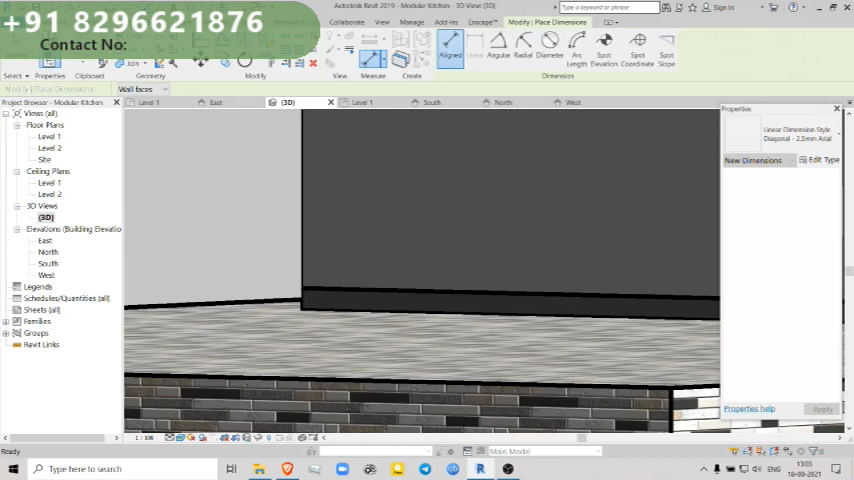 +91 8296621876
Contact No:
Autodesk Revit 2019 - Modular Kitchen - 3D View: {3D}
Type a keyword or phrase
Sign In
Collaborate View Manage Add-Ins Enscape™ Modify | Place Dimensions
Join
Aligned Linear Angular Radial Diameter Arc Length Spot Elevation Spot Coordinate Spot Slope
Select Properties Clipboard Geometry Modify View Measure Create Dimension
Modify | Place Dimensions Wall faces
Project Browser - Modular Kitchen
Level 1 East {3D} Level 1 South North West
Views (all)
Floor Plans
Level 1
Level 2
Site
Ceiling Plans
Level 1
Level 2
3D Views
{3D}
Elevations (Building Elevatio
East
North
South
West
Legends
Schedules/Quantities (all)
Sheets (all)
Families
Groups
Revit Links
Properties
Linear Dimension Style
Diagonal - 2.5mm Arial
New Dimensions Edit Type
Properties help Apply
1 : 100
Ready
Main Model
Type here to search
ENG
13:03
18-08-2021